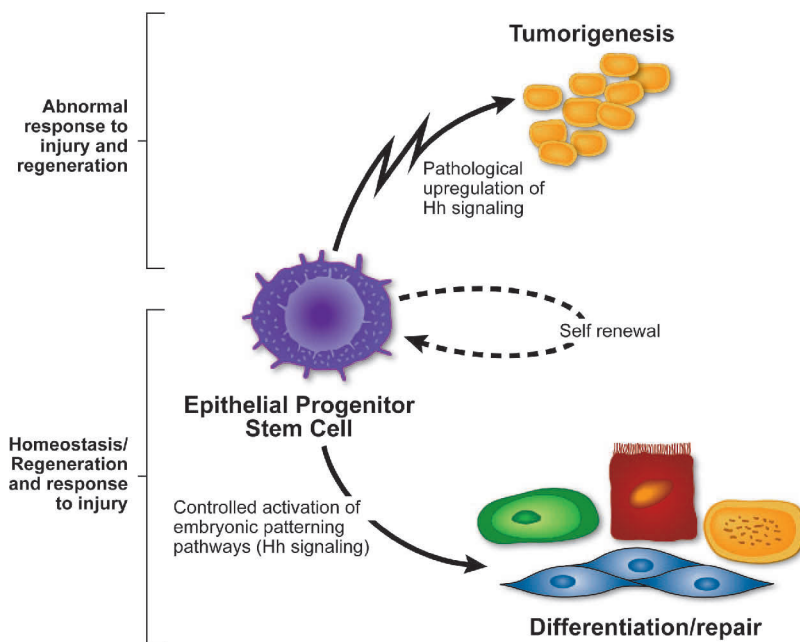 Tumorigenesis
Abnormal
response to
injury and
regeneration
Pathological
upregulation of
Hh signaling
Self renewal
Epithelial Progenitor
Stem Cell
Homeostasis/
Regeneration
and response
to injury
Controlled activation of
embryonic patterning
pathways (Hh signaling)
Differentiation/repair